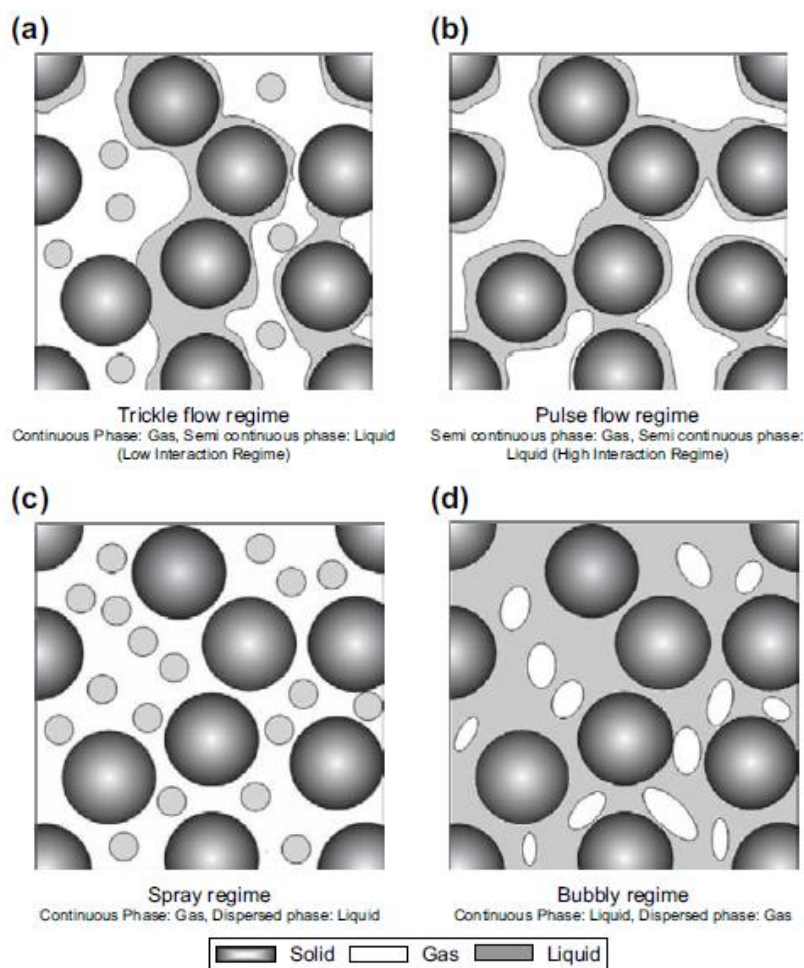 (a)
(b)
Trickle flow regime
Continuous Phase: Gas, Semi continuous phase: Liquid
(Low Interaction Regime)
Pulse flow regime
Semi continuous phase: Gas, Semi continuous phase:
Liquid (High Interaction Regime)
(c)
(d)
Spray regime
Continuous Phase: Gas, Dispersed phase: Liquid
Bubbly regime
Continuous Phase: Liquid, Dispersed phase: Gas
Solid
Gas
Liquid